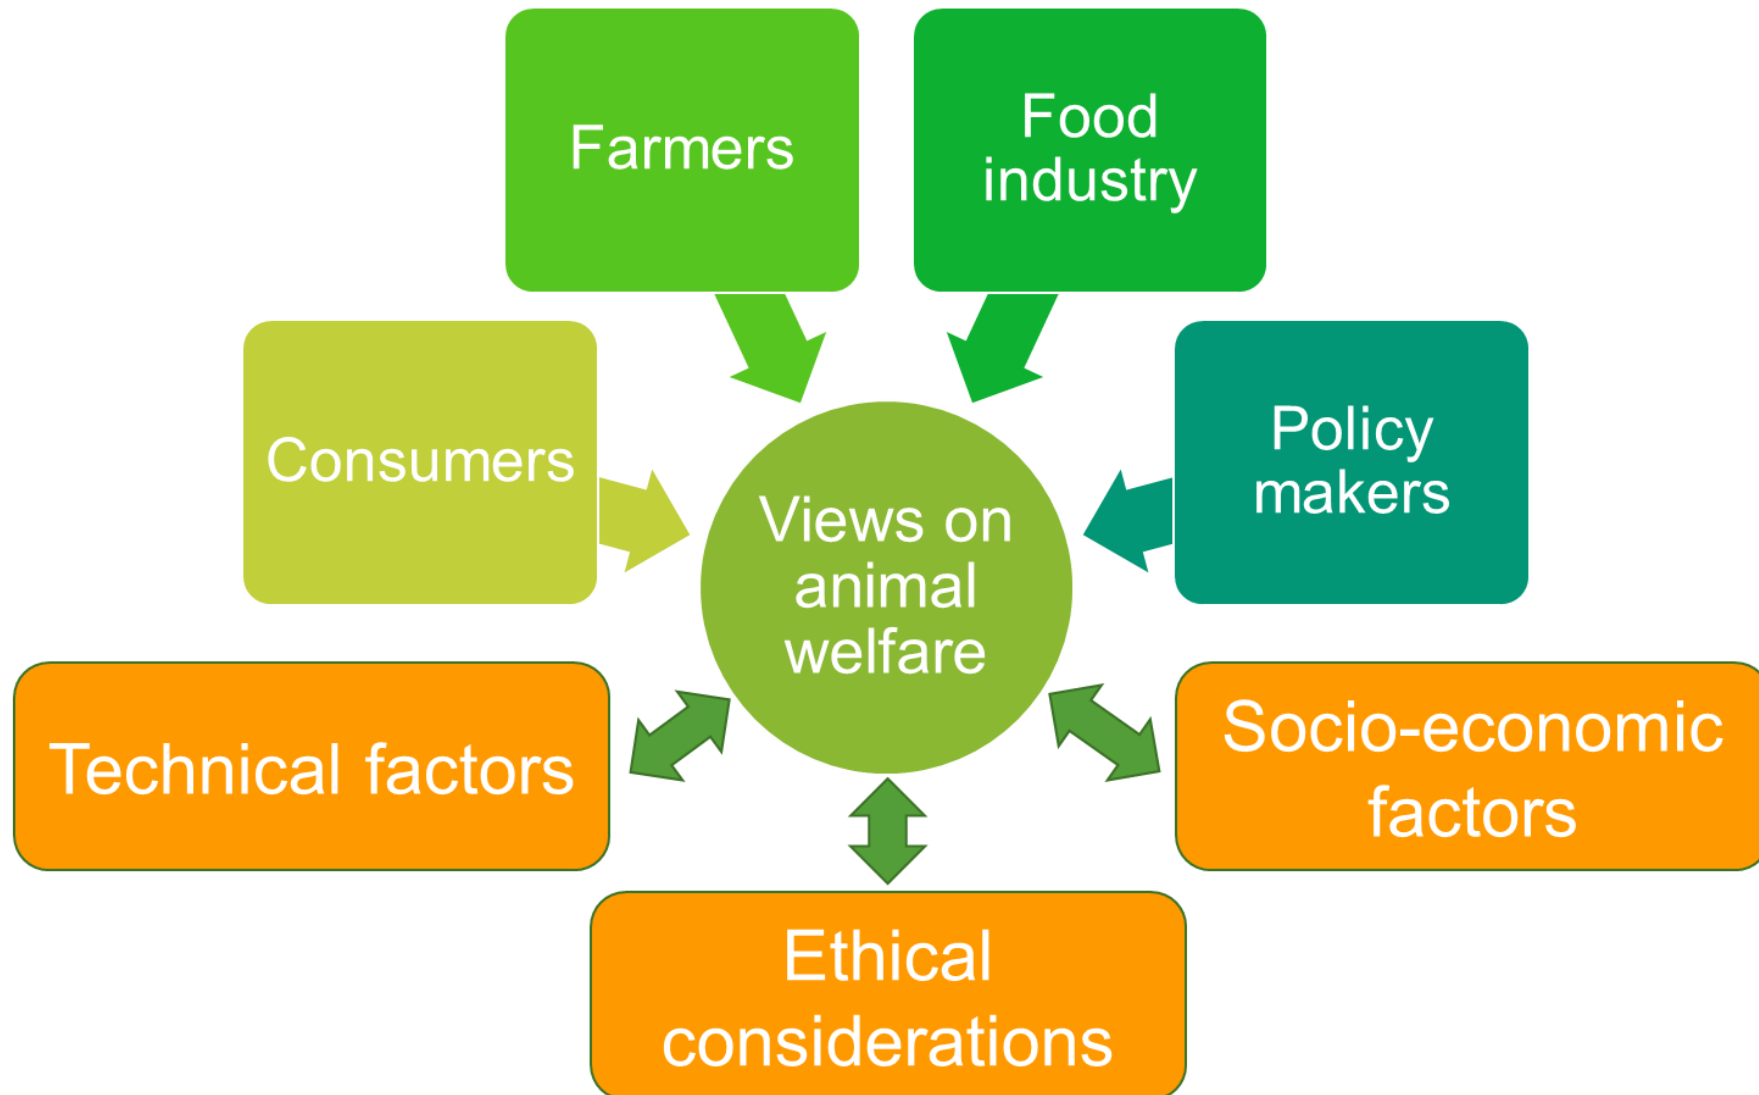 Farmers
Food
industry
Consumers
Policy
makers
Views on
animal
welfare
Technical factors
Socio-economic
factors
Ethical
considerations